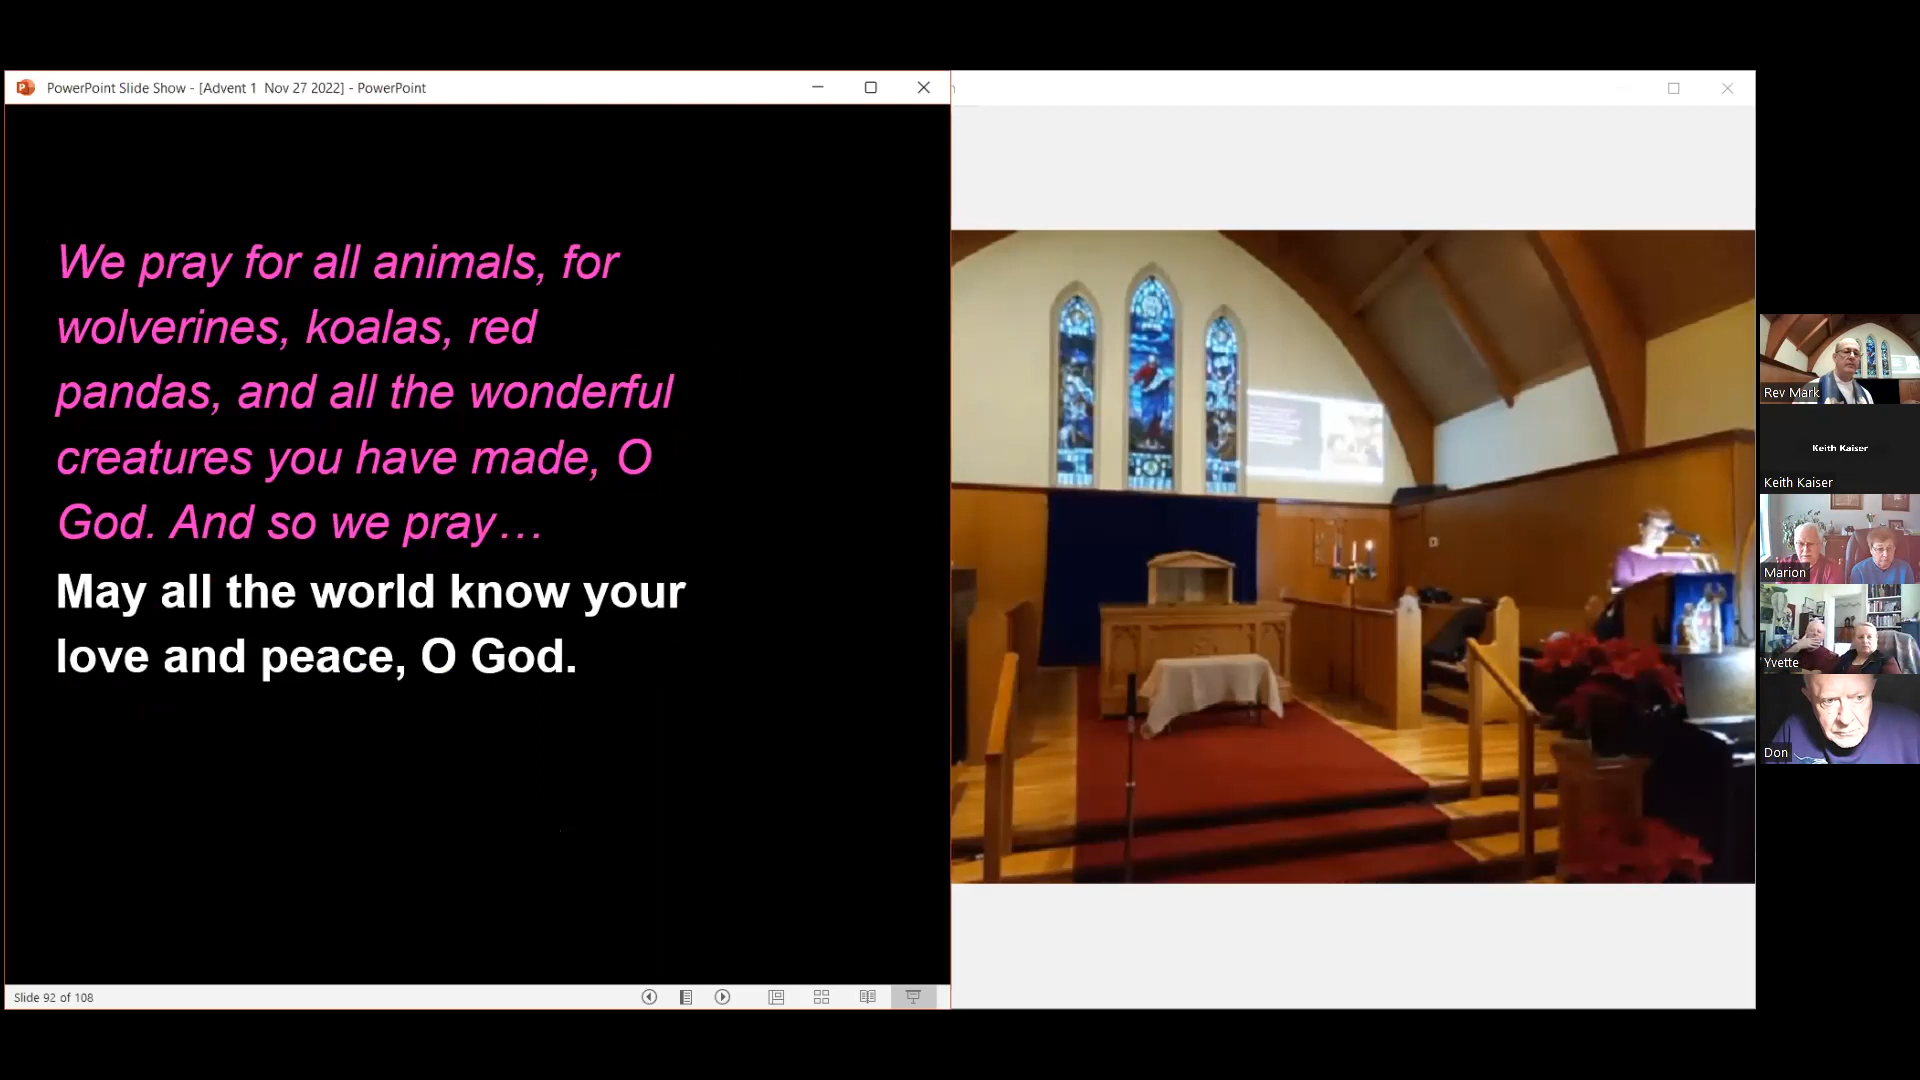 PowerPoint Slide Show - [Advent 1  Nov 27 2022] - PowerPoint
We pray for all animals, for
wolverines, koalas, red
pandas, and all the wonderful
creatures you have made, O
God. And so we pray…
May all the world know your
love and peace, O God.
Slide 92 of 108
Rev Mark
Keith Kaiser
Keith Kaiser
Marion
Yvette
Don